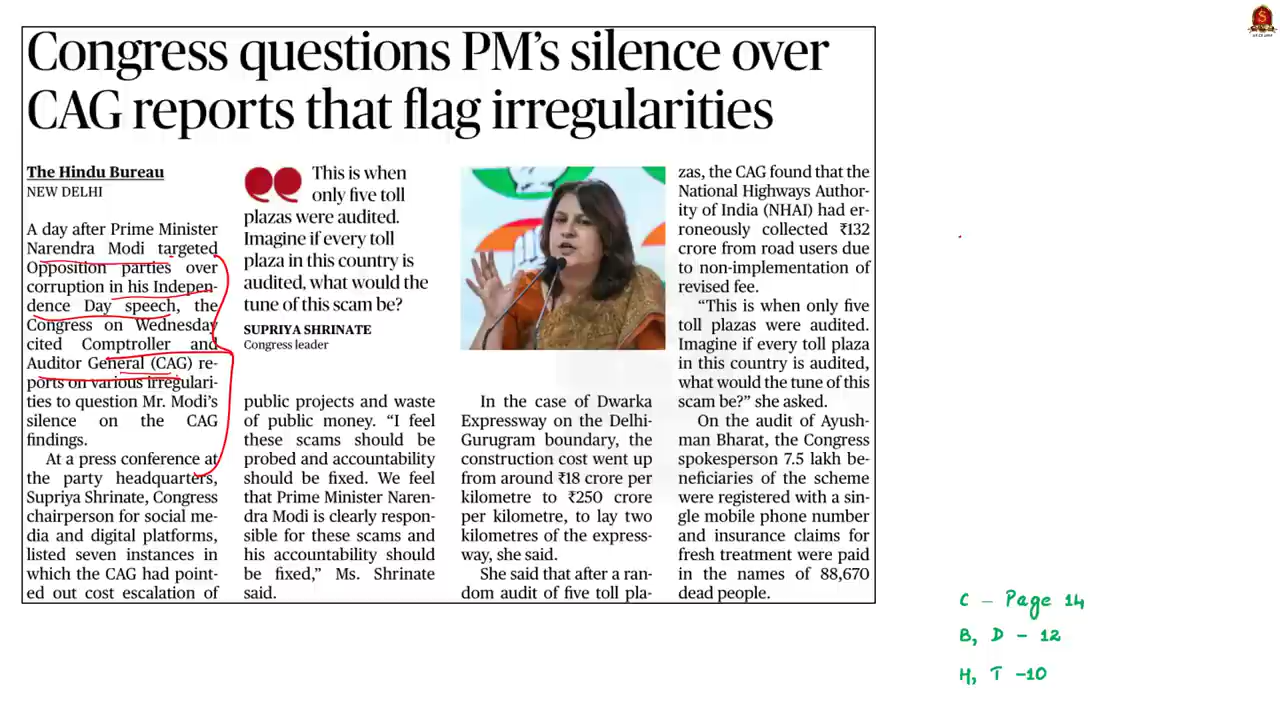 Congress questions PM's silence over
CAG reports that flag irregularities
The Hindu Bureau
NEW DELHI
A day after Prime Minister
Narendra Modi targeted
Opposition parties over
corruption in his Indepen-
dence Day speech, the
Congress on Wednesday
cited Comptroller and
Auditor General (CAG) re-
ports on various irregulari-
ties to question Mr. Modi's
silence on the CAG
findings.
At a press conference at
the party headquarters,
Supriya Shrinate, Congress
chairperson for social me-
dia and digital platforms,
listed seven instances in
which the CAG had point-
ed out cost escalation of
This is when
only five toll
plazas were audited.
Imagine if every toll
plaza in this country is
audited, what would the
tune of this scam be?
SUPRIYA SHRINATE
Congress leader
public projects and waste
of public money. “I feel
these scams should be
probed and accountability
should be fixed. We feel
that Prime Minister Naren-
dra Modi is clearly respon-
sible for these scams and
his accountability should
be fixed,” Ms. Shrinate
said.
In the case of Dwarka
Expressway on the Delhi-
Gurugram boundary, the
construction cost went up
from around ₹18 crore per
kilometre to ₹250 crore
per kilometre, to lay two
kilometres of the express-
way, she said.
She said that after a ran-
dom audit of five toll pla-
zas, the CAG found that the
National Highways Author-
ity of India (NHAI) had er-
roneously collected ₹132
crore from road users due
to non-implementation of
revised fee.
“This is when only five
toll plazas were audited.
Imagine if every toll plaza
in this country is audited,
what would the tune of this
scam be?” she asked.
On the audit of Ayush-
man Bharat, the Congress
spokesperson 7.5 lakh be-
neficiaries of the scheme
were registered with a sin-
gle mobile phone number
and insurance claims for
fresh treatment were paid
in the names of 88,670
dead people.
C – Page 14
B, D – 12
H, T –10